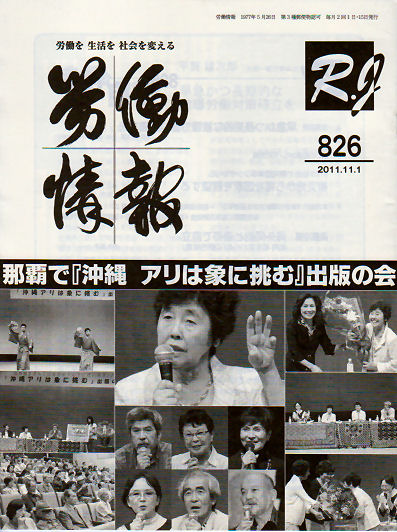 労働情報 1977年5月26日 第3種郵便物認可 毎月2回1日・15日発行
労働を 生活を 社会を変える
労働
情報
R.J
826
2011.11.1
那覇で『沖縄 アリは象に挑む』出版の会
「沖縄アリは象に挑む」出
「沖縄アリは象に挑む」出版